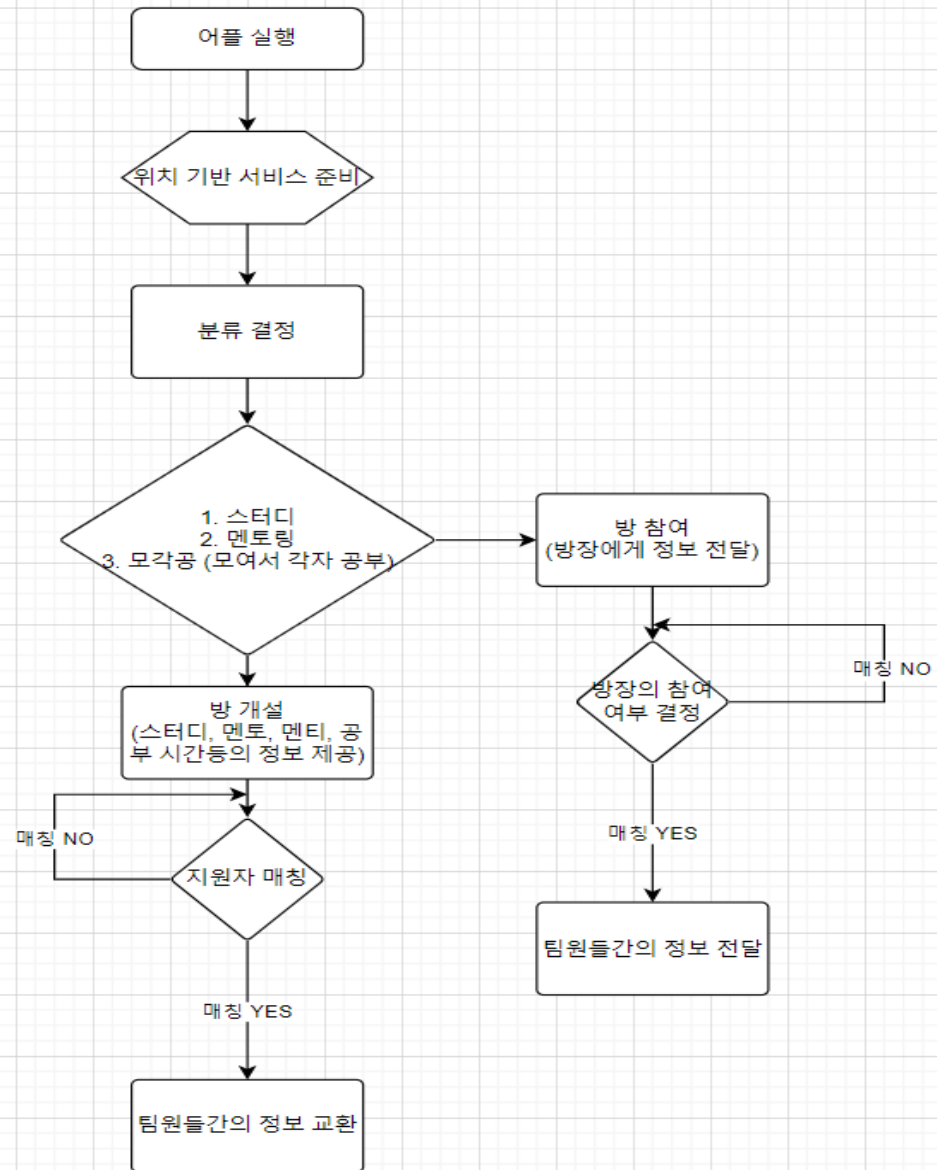 어플 실행
위치 기반 서비스 준비
분류 결정
1. 스터디
2. 멘토링
3. 모각공 (모여서 각자 공부)
방 참여
(방장에게 정보 전달)
매칭 NO
방장의 참여
여부 결정
방 개설
(스터디, 멘토, 멘티, 공
부 시간등의 정보 제공)
매칭 NO
매칭 YES
지원자 매칭
팀원들간의 정보 전달
매칭 YES
팀원들간의 정보 교환